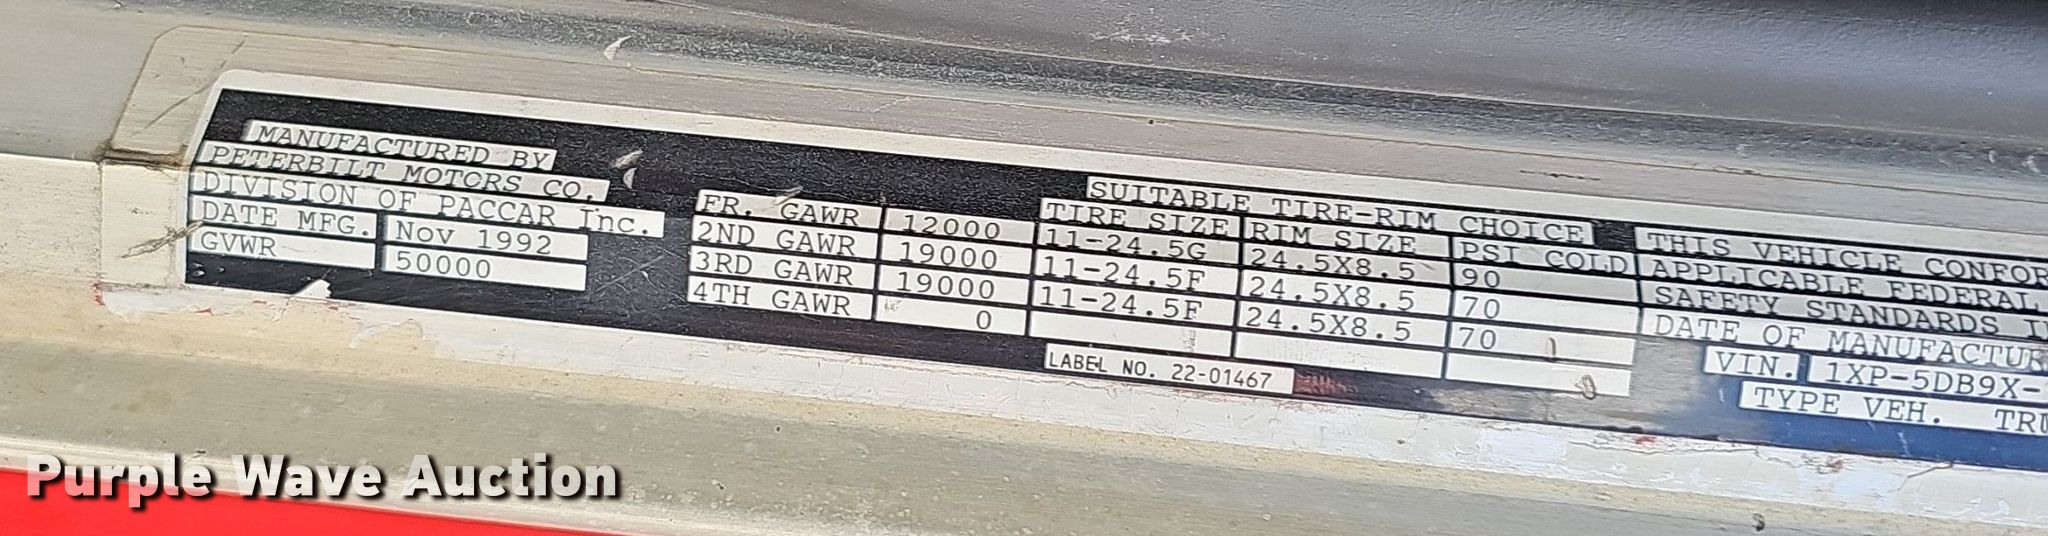 MANUFACTURED BY
PETERBILT MOTORS CO.
DIVISION OF PACCAR Inc.
DATE MFG. Nov 1992
GVWR 50000
SUITABLE TIRE-RIM CHOICE
TIRE SIZE RIM SIZE PSI COLD
FR. GAWR 12000 11-24.5G 24.5X8.5 90
2ND GAWR 19000 11-24.5F 24.5X8.5 70
3RD GAWR 19000 11-24.5F 24.5X8.5 70
4TH GAWR 0
LABEL NO. 22-01467
THIS VEHICLE CONFOR
APPLICABLE FEDERAL
SAFETY STANDARDS I
DATE OF MANUFACTUR
VIN. 1XP-5DB9X-
TYPE VEH. TRU
Purple Wave Auction